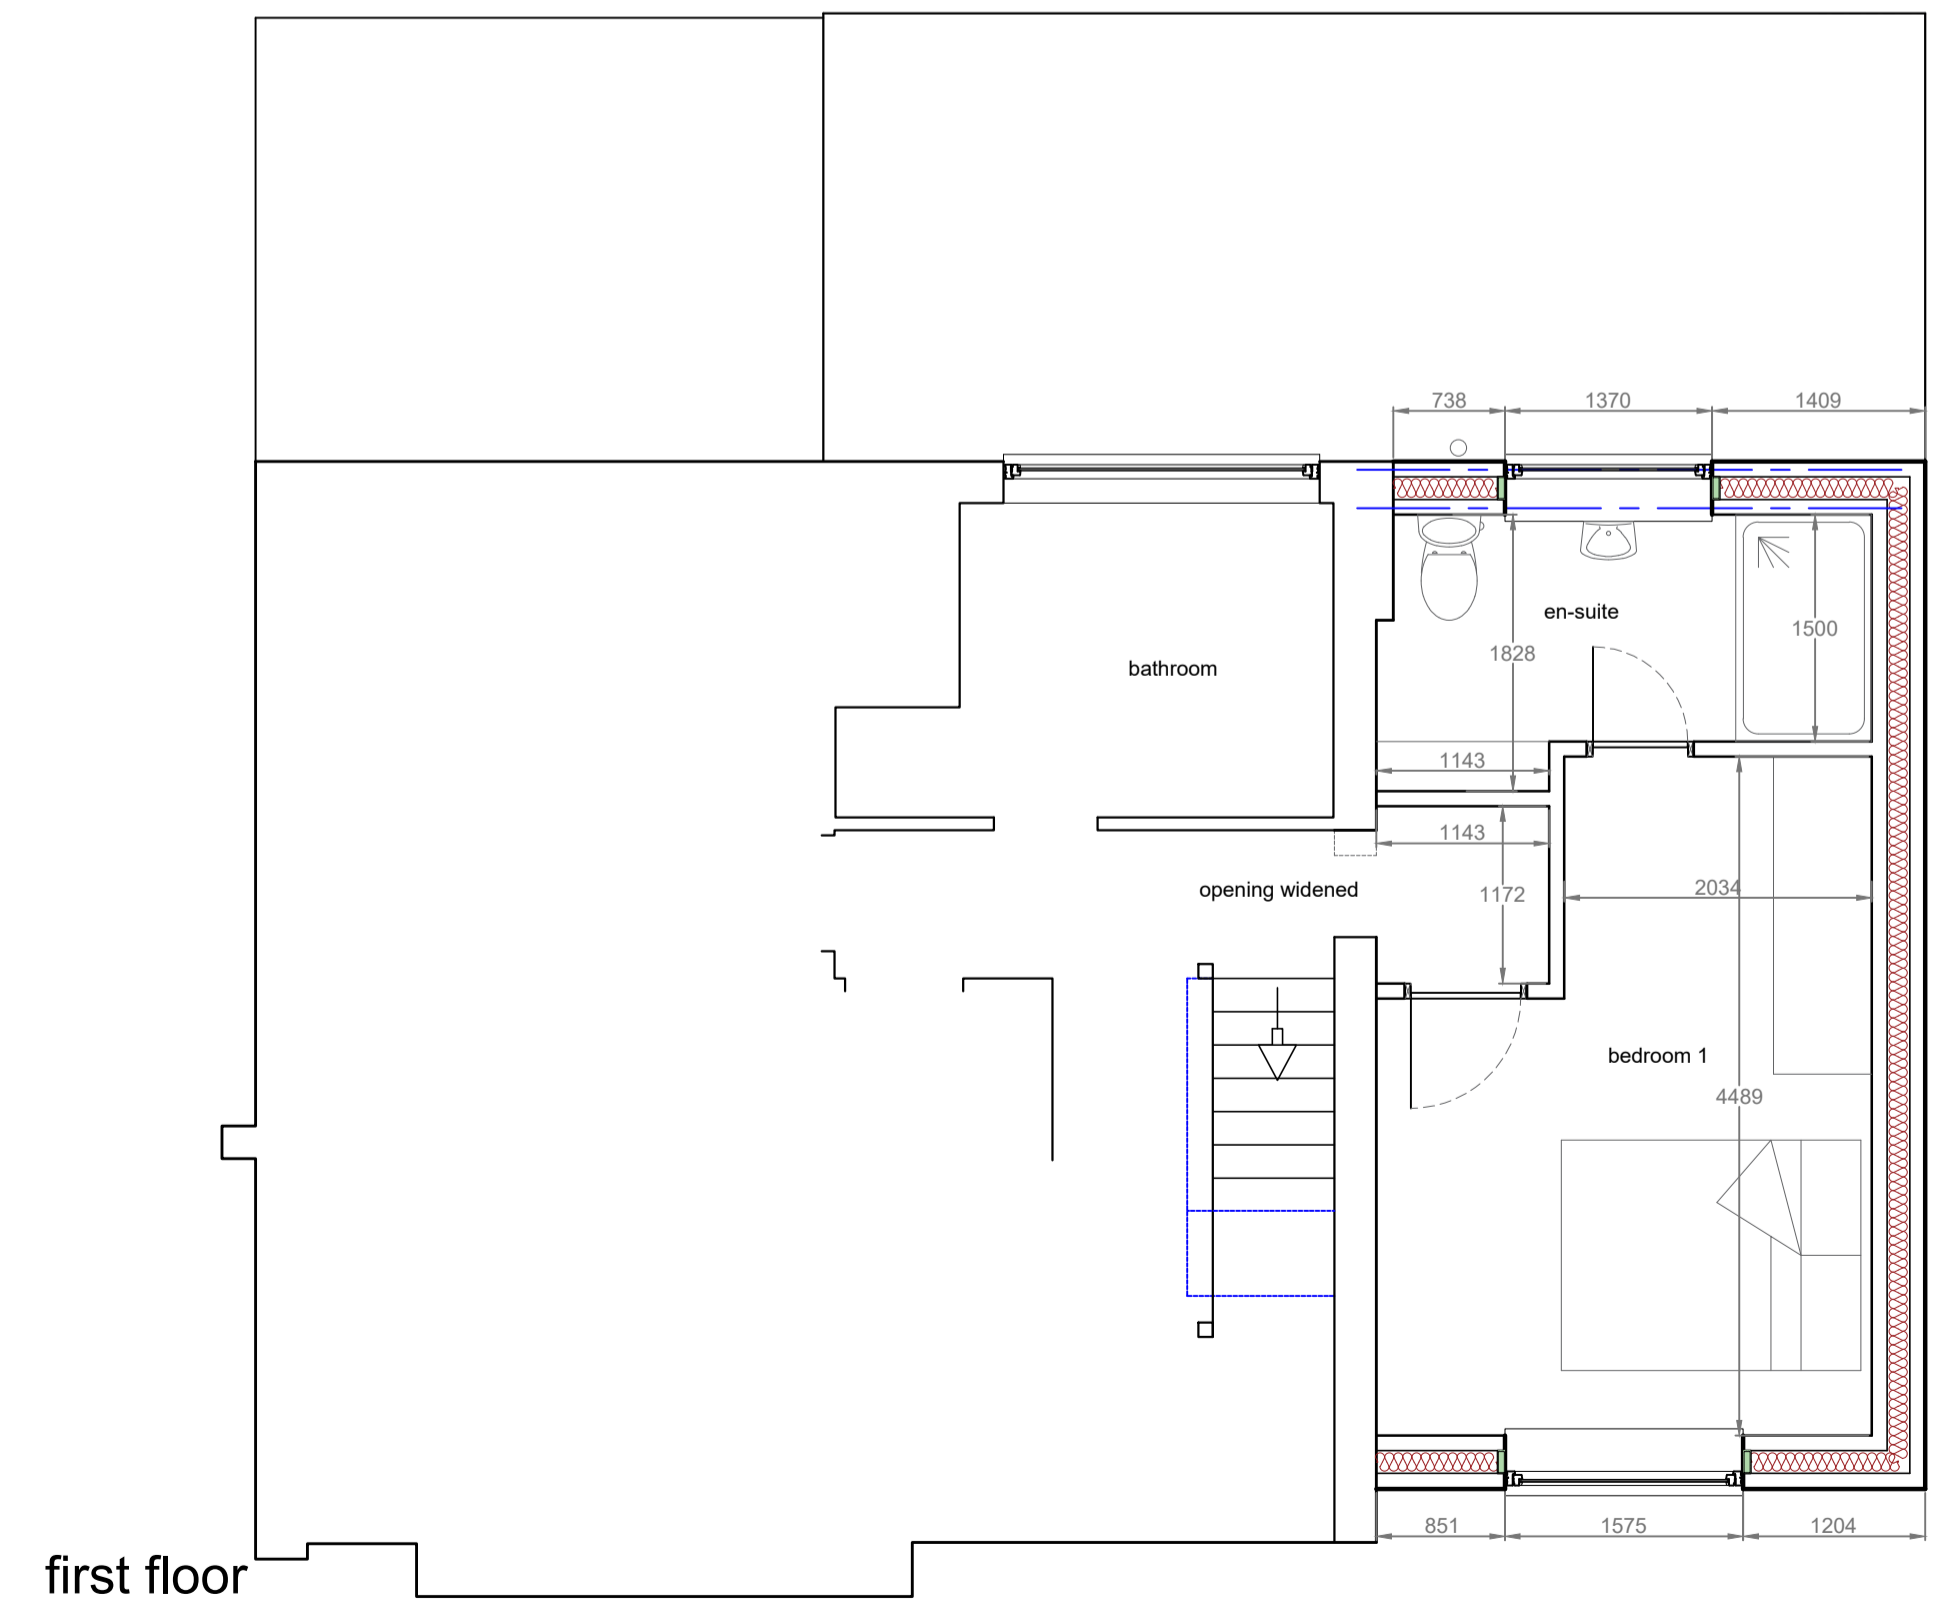 738
1370
1409
en-suite
1500
1828
bathroom
1143
1143
opening widened
1172
2034
bedroom 1
4489
851
1575
1204
first floor